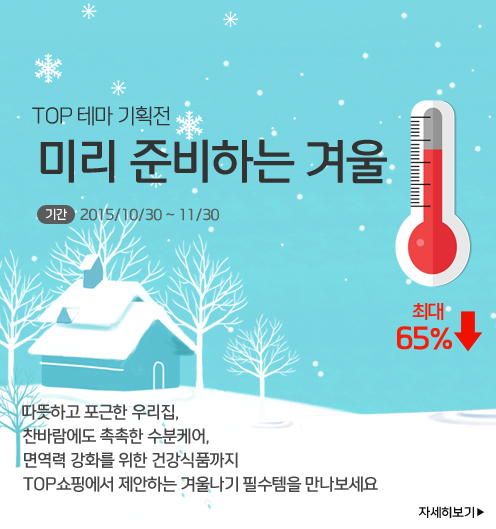 TOP 테마 기획전
미리 준비하는 겨울
기간 2015/10/30 ~ 11/30
최대
65%
따뜻하고 포근한 우리집,
찬바람에도 촉촉한 수분케어,
면역력 강화를 위한 건강식품까지
TOP쇼핑에서 제안하는 겨울나기 필수템을 만나보세요
자세히보기▶